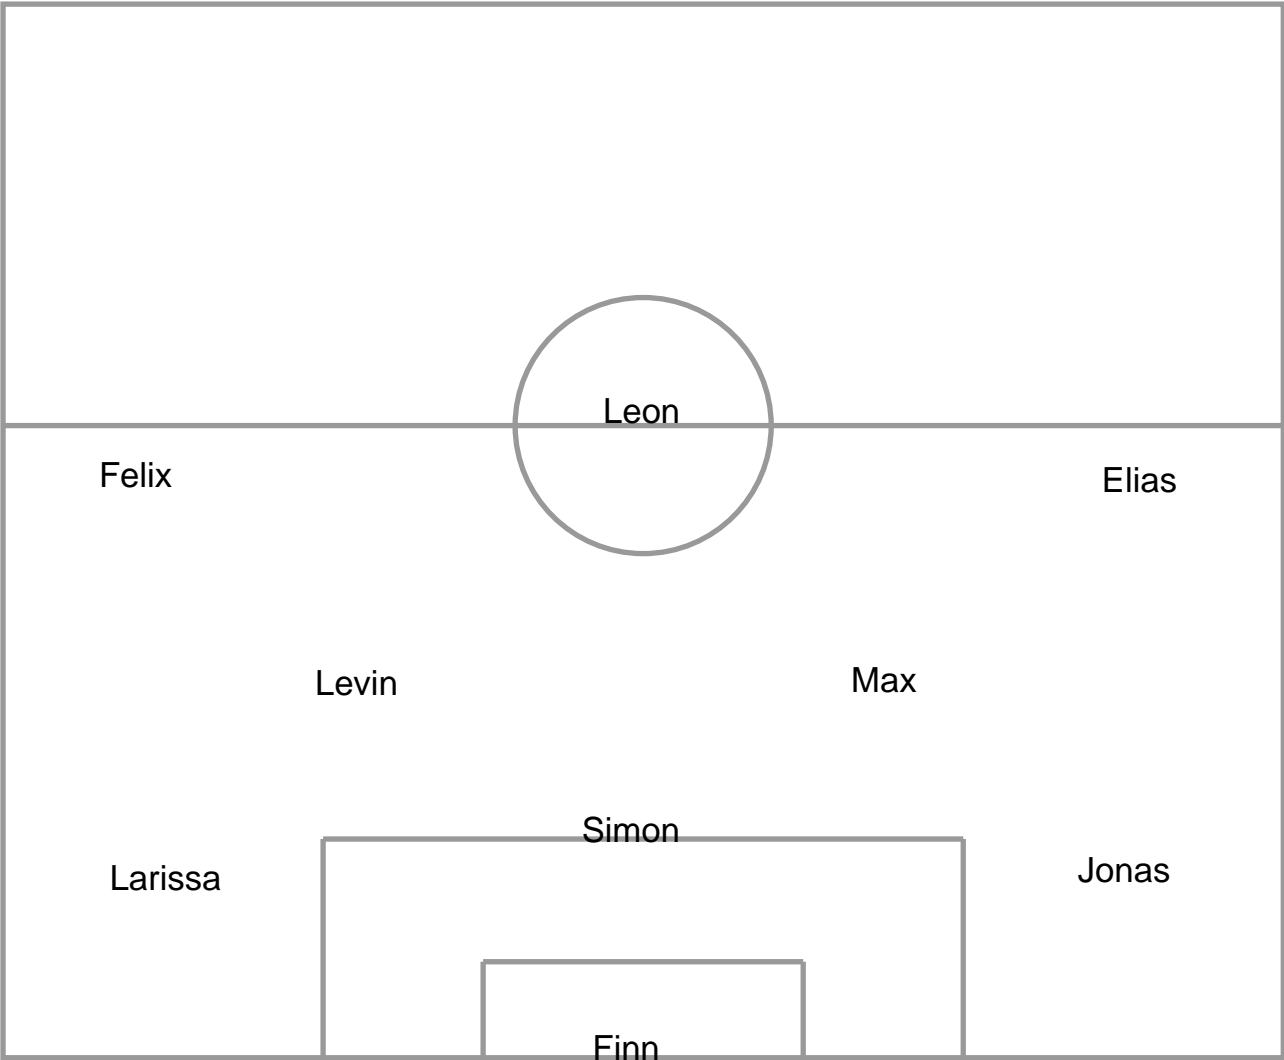 Leon
Felix
Elias
Levin
Max
Simon
Larissa
Jonas
Finn